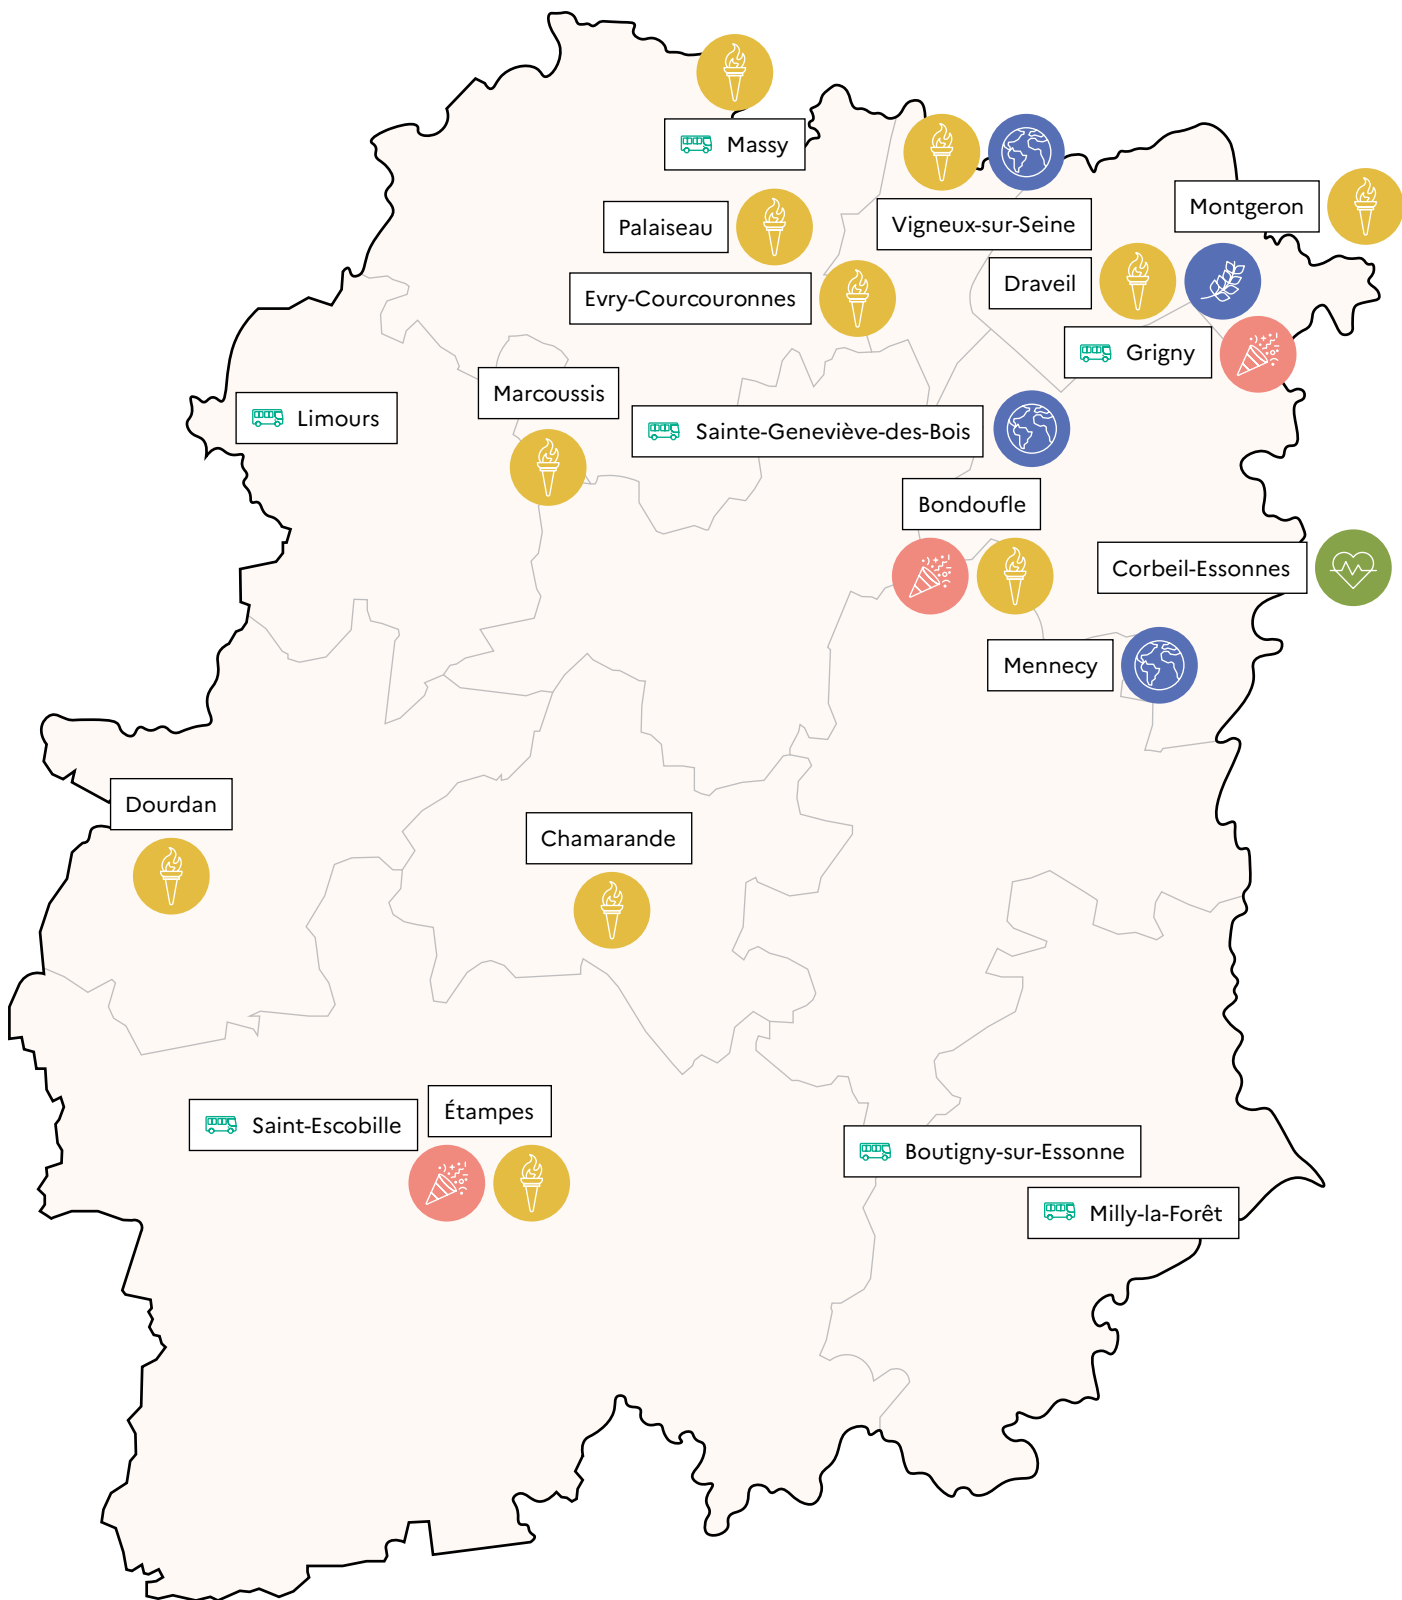 Massy
Vigneux-sur-Seine
Montgeron
Palaiseau
Draveil
Evry-Courcouronnes
Grigny
Marcoussis
Limours
Sainte-Geneviève-des-Bois
Bondoufle
Corbeil-Essonnes
Mennecy
Dourdan
Chamarande
Étampes
Saint-Escobille
Boutigny-sur-Essonne
Milly-la-Forêt